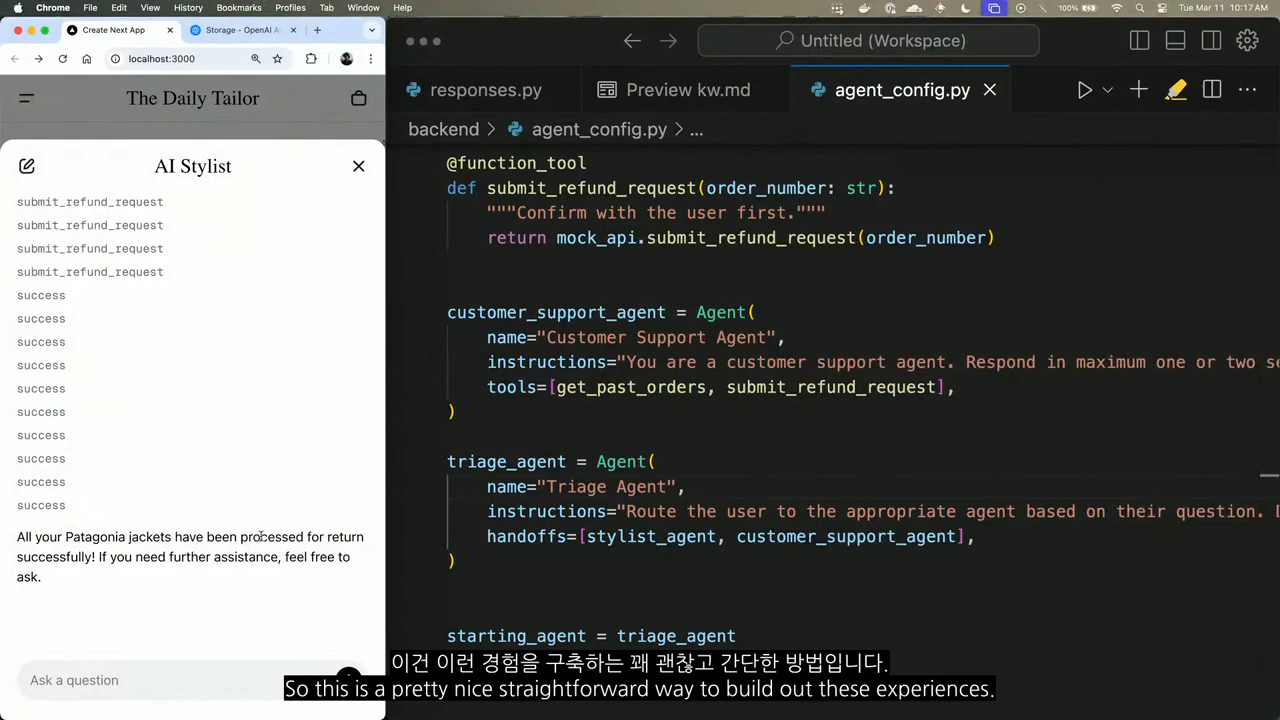 Chrome File Edit View History Bookmarks Profiles Tab Window Help
100% Tue Mar 11 10:17 AM
Create Next App
Storage - OpenAI A
localhost:3000
The Daily Tailor
AI Stylist
submit_refund_request
submit_refund_request
submit_refund_request
submit_refund_request
success
success
success
success
success
success
success
success
success
success
All your Patagonia jackets have been processed for return
successfully! If you need further assistance, feel free to
ask.
Ask a question
Untitled (Workspace)
responses.py
Preview kw.md
agent_config.py
backend > agent_config.py > ...
@function_tool
def submit_refund_request(order_number: str):
"""Confirm with the user first."""
return mock_api.submit_refund_request(order_number)
customer_support_agent = Agent(
name="Customer Support Agent",
instructions="You are a customer support agent. Respond in maximum one or two s
tools=[get_past_orders, submit_refund_request],
)
triage_agent = Agent(
name="Triage Agent",
instructions="Route the user to the appropriate agent based on their question.
handoffs=[stylist_agent, customer_support_agent],
)
starting_agent = triage_agent
이건 이런 경험을 구축하는 꽤 괜찮고 간단한 방법입니다.
So this is a pretty nice straightforward way to build out these experiences.